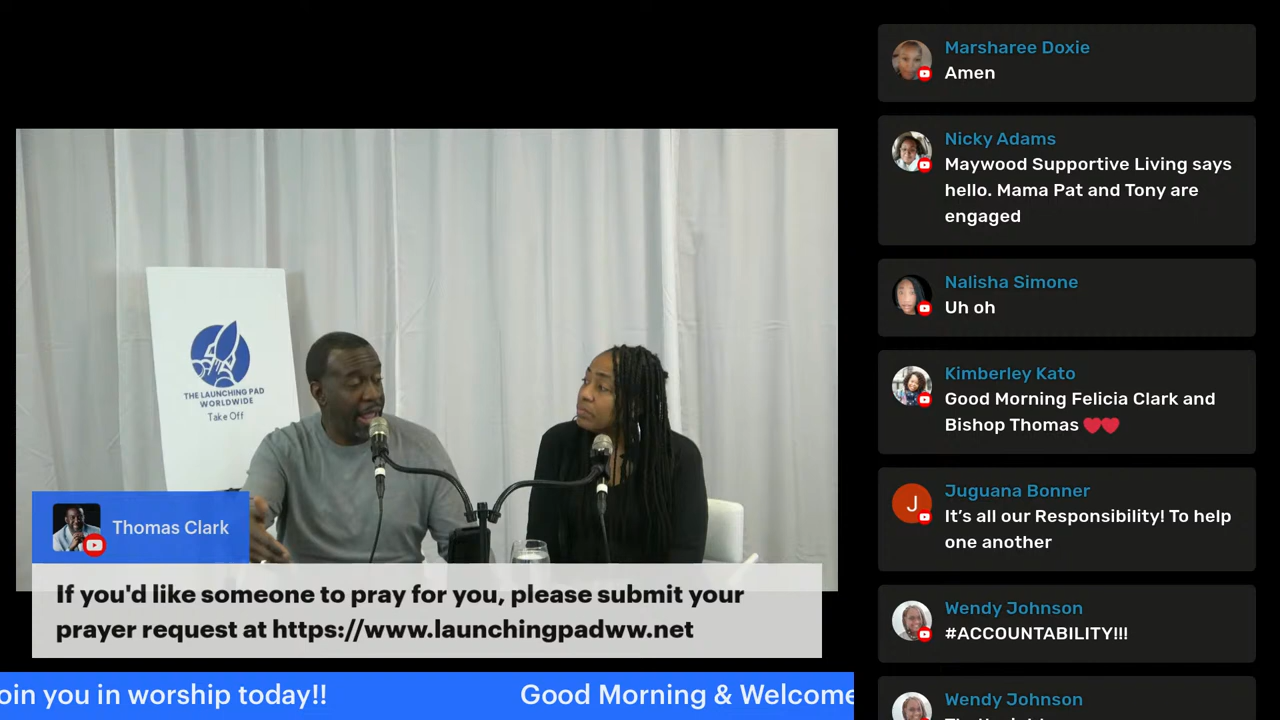 THE LAUNCHING PAD
WORLDWIDE
Take Off
Thomas Clark
If you'd like someone to pray for you, please submit your
prayer request at https://www.launchingpadww.net
oin you in worship today!!
Good Morning & Welcome
Marsharee Doxie
Amen
Nicky Adams
Maywood Supportive Living says
hello. Mama Pat and Tony are
engaged
Nalisha Simone
Uh oh
Kimberley Kato
Good Morning Felicia Clark and
Bishop Thomas ❤️❤️
J
Juguana Bonner
It’s all our Responsibility! To help
one another
Wendy Johnson
#ACCOUNTABILITY!!!
Wendy Johnson